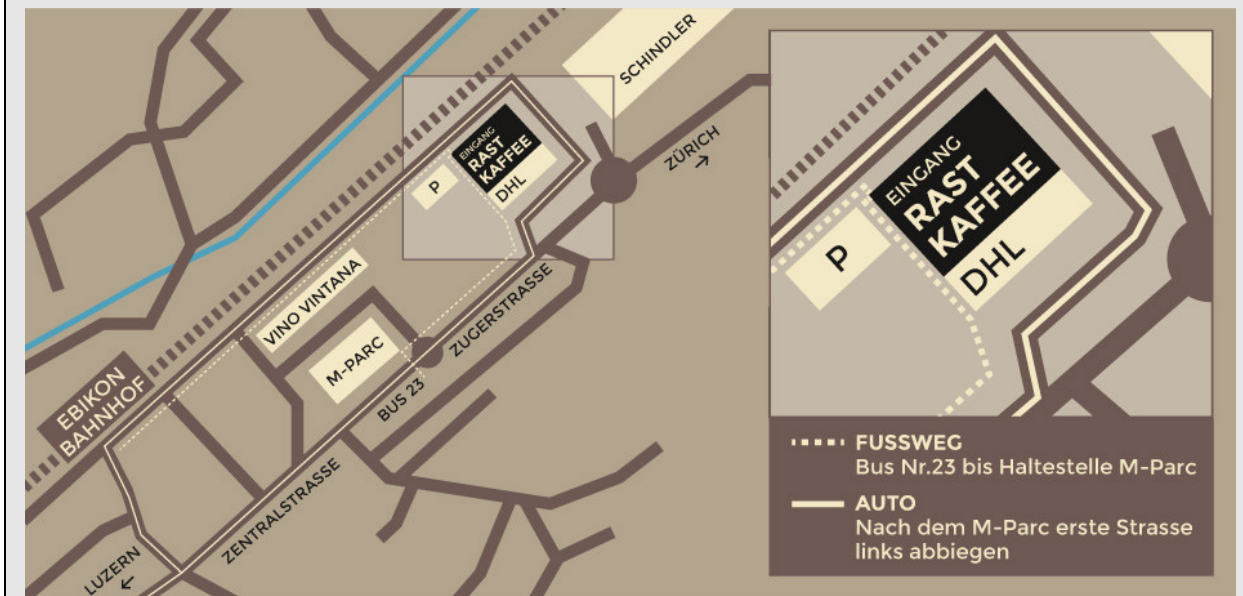 SCHINDLER
ZÜRICH
→
EINGANG
RAST
KAFFEE
DHL
P
VINO VINTANA
M-PARC
ZUGERSTRASSE
BUS 23
EBIKON
BAHNHOF
ZENTRALSTRASSE
LUZERN
←
EINGANG
RAST
KAFFEE
DHL
P
FUSSWEG
Bus Nr.23 bis Haltestelle M-Parc
AUTO
Nach dem M-Parc erste Strasse
links abbiegen